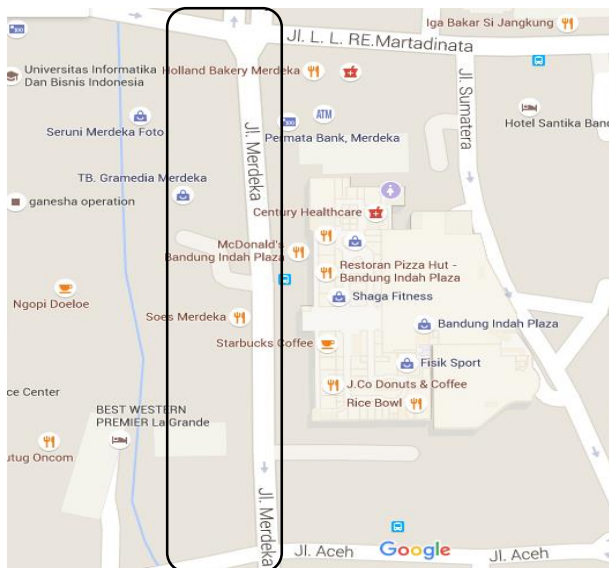 Iga Bakar Si Jangkung
Jl. L. L. RE.Martadinata
Universitas Informatika
Dan Bisnis Indonesia
Holland Bakery Merdeka
Jl. Sumatera
Jl. Merdeka
Hotel Santika Band
Seruni Merdeka Foto
ATM
Permata Bank, Merdeka
TB. Gramedia Merdeka
ganesha operation
Century Healthcare
McDonald's
Bandung Indah Plaza
Restoran Pizza Hut -
Bandung Indah Plaza
Ngopi Doeloe
Shaga Fitness
Soes Merdeka
Bandung Indah Plaza
Starbucks Coffee
Fisik Sport
J.Co Donuts & Coffee
ce Center
Rice Bowl
BEST WESTERN
PREMIER La Grande
utug Oncom
Jl. Merdeka
Jl. Aceh
Google
Jl. Aceh